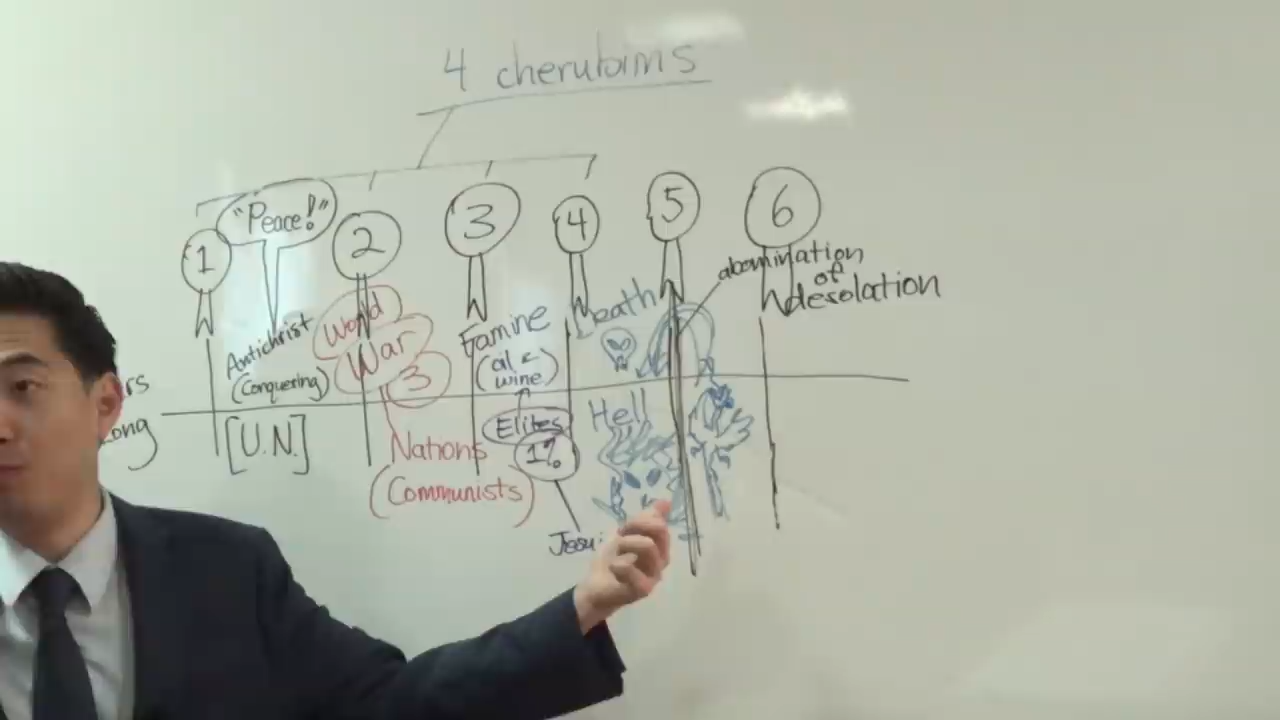 4 cherubims
"Peace!"
1
2
3
4
5
6
Antichrist
(Conquering)
[U.N.]
World
War
3
Nations
(Communists)
Famine
(oil &
wine)
Elites
1%
Death
Hell
abomination
of
desolation